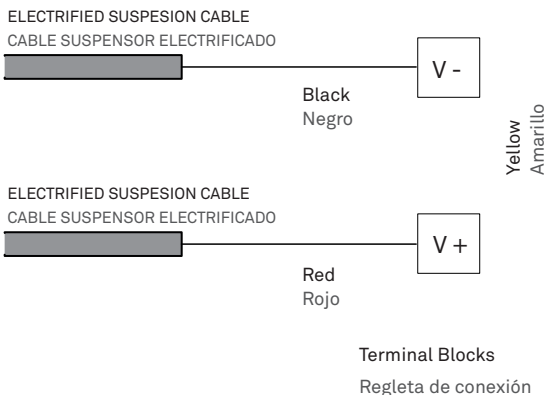 ELECTRIFIED SUSPESION CABLE
CABLE SUSPENSOR ELECTRIFICADO
V -
Black
Negro
Yellow
Amarillo
ELECTRIFIED SUSPESION CABLE
CABLE SUSPENSOR ELECTRIFICADO
V +
Red
Rojo
Terminal Blocks
Regleta de conexión